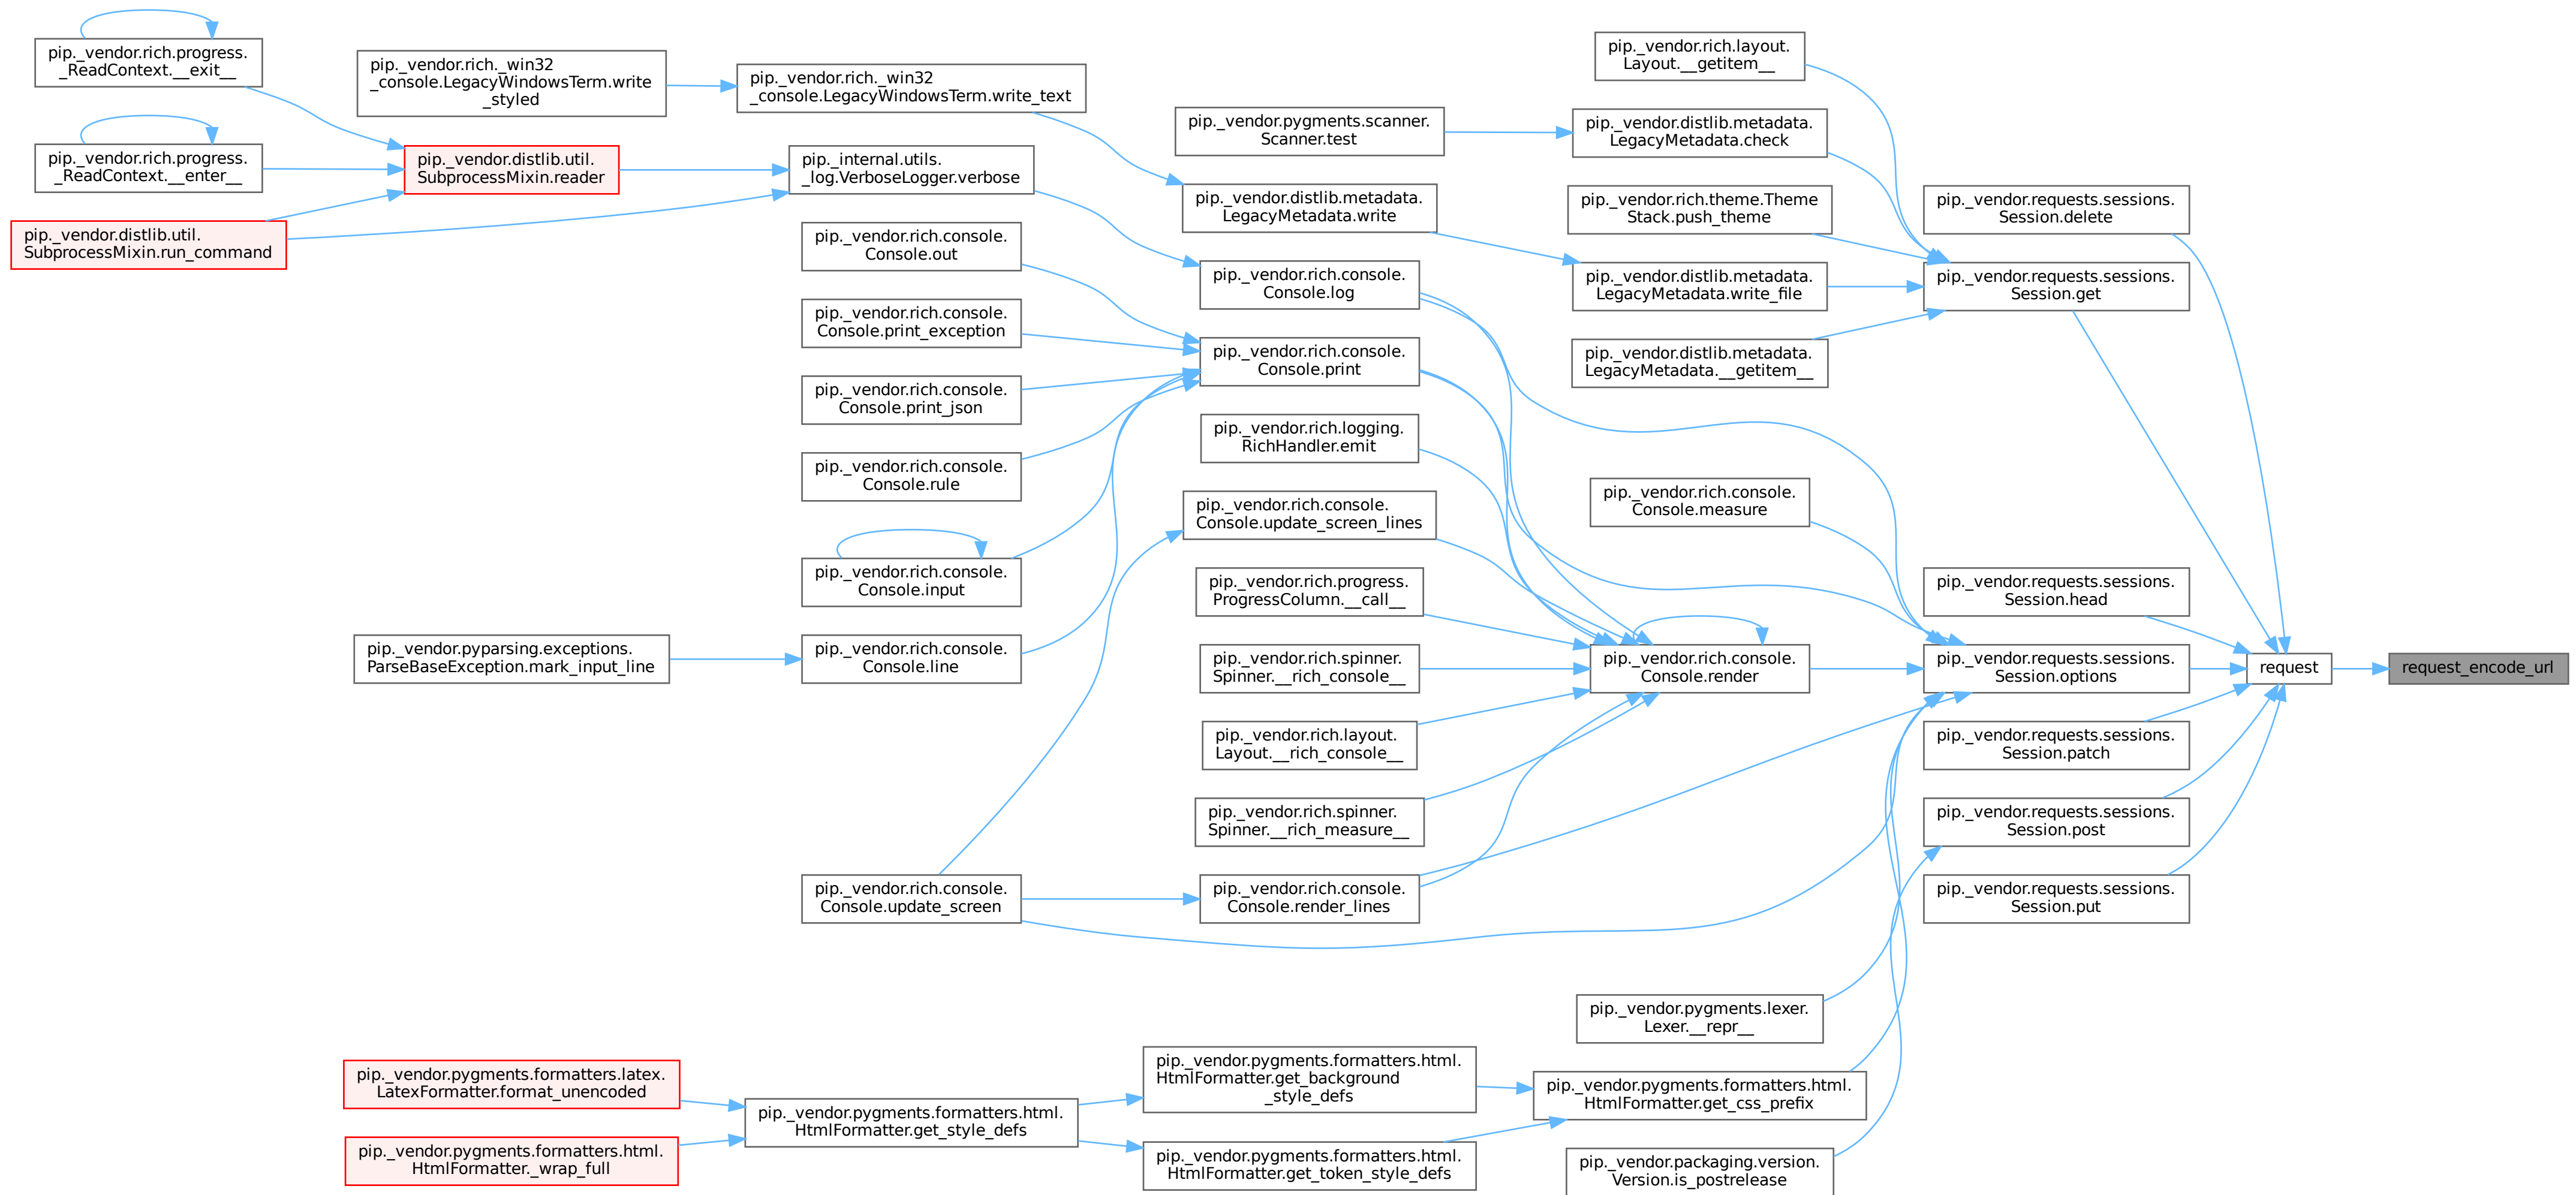 pip._vendor.rich.progress.
_ReadContext.__exit__
pip._vendor.rich.progress.
_ReadContext.__enter__
pip._vendor.distlib.util.
SubprocessMixin.run_command
pip._vendor.rich._win32
_console.LegacyWindowsTerm.write
_styled
pip._vendor.distlib.util.
SubprocessMixin.reader
pip._vendor.pyparsing.exceptions.
ParseBaseException.mark_input_line
pip._vendor.pygments.formatters.latex.
LatexFormatter.format_unencoded
pip._vendor.pygments.formatters.html.
HtmlFormatter._wrap_full
pip._vendor.rich._win32
_console.LegacyWindowsTerm.write_text
pip._internal.utils.
_log.VerboseLogger.verbose
pip._vendor.rich.console.
Console.out
pip._vendor.rich.console.
Console.print_exception
pip._vendor.rich.console.
Console.print_json
pip._vendor.rich.console.
Console.rule
pip._vendor.rich.console.
Console.input
pip._vendor.rich.console.
Console.line
pip._vendor.rich.console.
Console.update_screen
pip._vendor.pygments.formatters.html.
HtmlFormatter.get_style_defs
pip._vendor.pygments.scanner.
Scanner.test
pip._vendor.distlib.metadata.
LegacyMetadata.write
pip._vendor.rich.console.
Console.log
pip._vendor.rich.console.
Console.print
pip._vendor.rich.logging.
RichHandler.emit
pip._vendor.rich.console.
Console.update_screen_lines
pip._vendor.rich.progress.
ProgressColumn.__call__
pip._vendor.rich.spinner.
Spinner.__rich_console__
pip._vendor.rich.layout.
Layout.__rich_console__
pip._vendor.rich.spinner.
Spinner.__rich_measure__
pip._vendor.rich.console.
Console.render_lines
pip._vendor.pygments.formatters.html.
HtmlFormatter.get_background
_style_defs
pip._vendor.pygments.formatters.html.
HtmlFormatter.get_token_style_defs
pip._vendor.rich.layout.
Layout.__getitem__
pip._vendor.distlib.metadata.
LegacyMetadata.check
pip._vendor.rich.theme.Theme
Stack.push_theme
pip._vendor.distlib.metadata.
LegacyMetadata.write_file
pip._vendor.distlib.metadata.
LegacyMetadata.__getitem__
pip._vendor.rich.console.
Console.measure
pip._vendor.rich.console.
Console.render
pip._vendor.pygments.lexer.
Lexer.__repr__
pip._vendor.pygments.formatters.html.
HtmlFormatter.get_css_prefix
pip._vendor.packaging.version.
Version.is_postrelease
pip._vendor.requests.sessions.
Session.delete
pip._vendor.requests.sessions.
Session.get
pip._vendor.requests.sessions.
Session.head
pip._vendor.requests.sessions.
Session.options
pip._vendor.requests.sessions.
Session.patch
pip._vendor.requests.sessions.
Session.post
pip._vendor.requests.sessions.
Session.put
request
request_encode_url